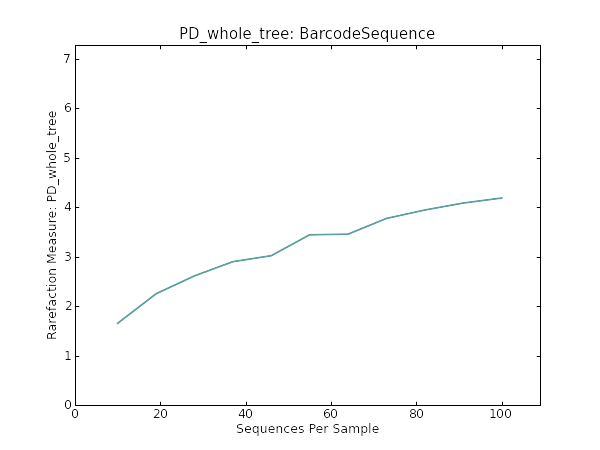 PD_whole_tree: BarcodeSequence
Rarefaction Measure: PD_whole_tree
7
6
5
4
3
2
1
0
0 20 40 60 80 100
Sequences Per Sample